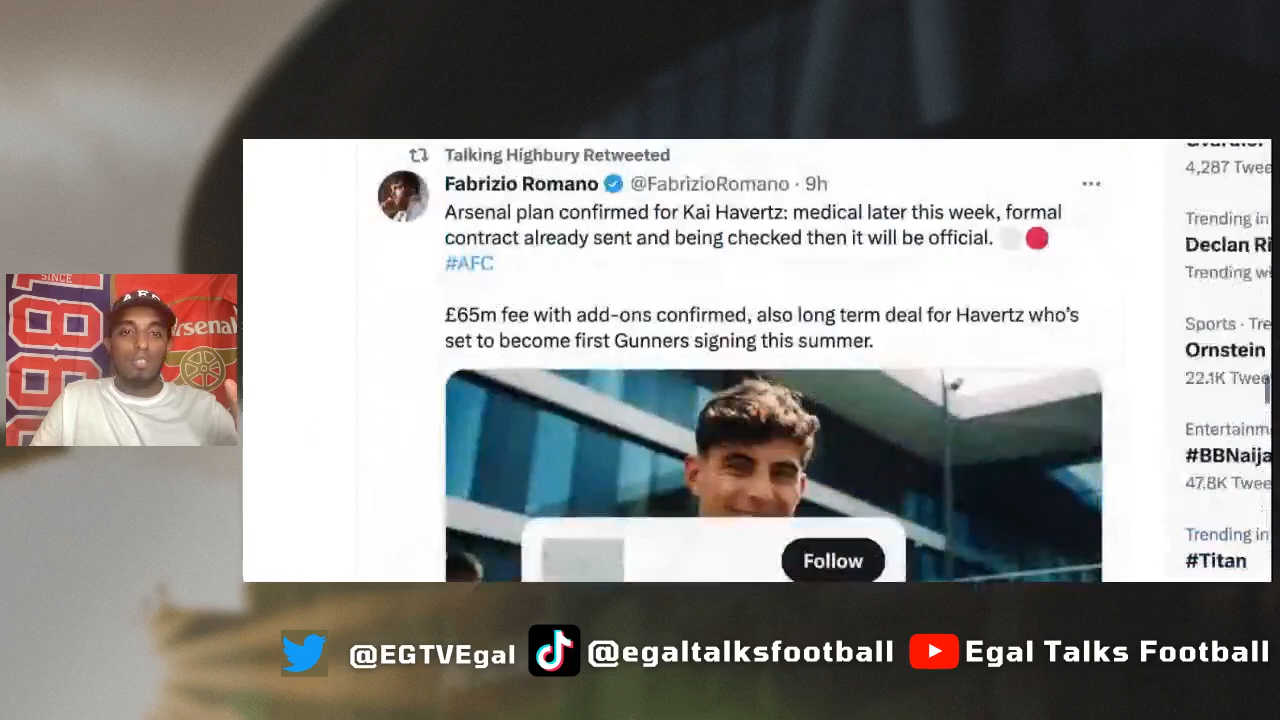 Talking Highbury Retweeted
Fabrizio Romano @FabrizioRomano · 9h
Arsenal plan confirmed for Kai Havertz: medical later this week, formal
contract already sent and being checked then it will be official.
#AFC
£65m fee with add-ons confirmed, also long term deal for Havertz who's
set to become first Gunners signing this summer.
Follow
4,287 Twee
Trending in
Declan Ri
Trending w
Sports · Tre
Ornstein
22.1K Twee
Entertainm
#BBNaija
47.8K Twee
Trending in
#Titan
SINCE
Arsenal
@EGTVEgal
@egaltalksfootball
Egal Talks Football